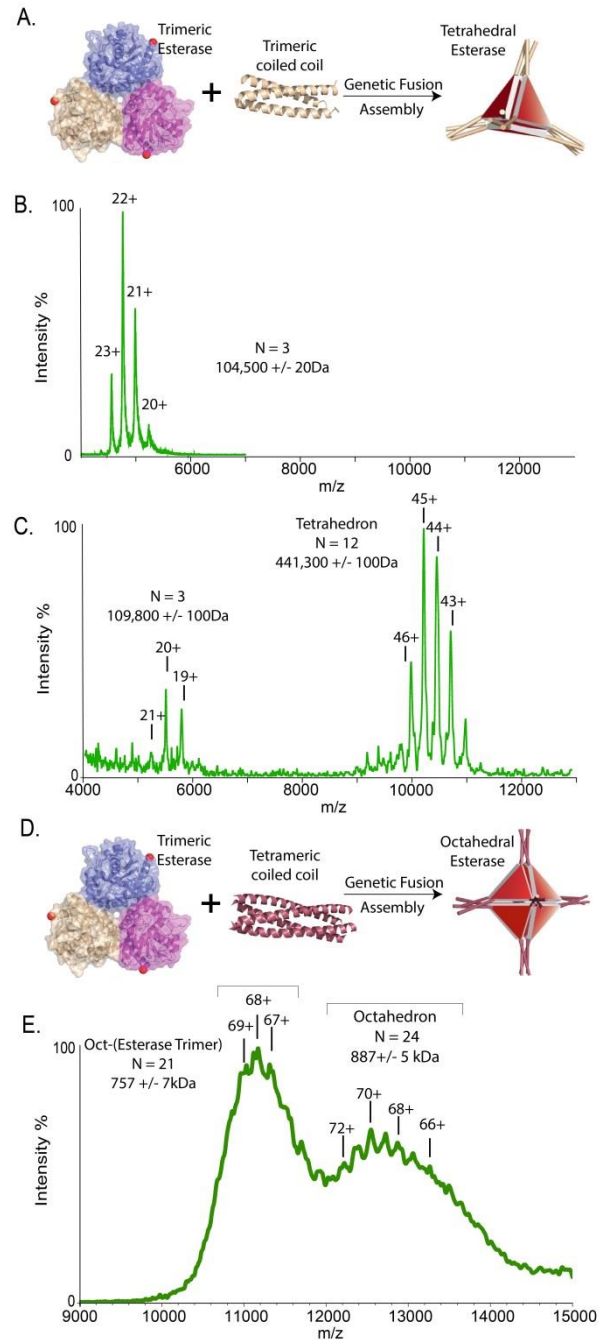 A.
Trimeric
Esterase
+
Trimeric
coiled coil
Genetic Fusion
Assembly
Tetrahedral
Esterase
B.
Intensity %
100
0
22+
21+
23+
20+
N = 3
104,500 +/- 20Da
6000 8000 10000 12000
m/z
C.
Intensity %
100
0
N = 3
109,800 +/- 100Da
20+
19+
21+
Tetrahedron
N = 12
441,300 +/- 100Da
45+
44+
43+
46+
4000 6000 8000 10000 12000
m/z
D.
Trimeric
Esterase
+
Tetrameric
coiled coil
Genetic Fusion
Assembly
Octahedral
Esterase
E.
Intensity %
100
0
Oct-(Esterase Trimer)
N = 21
757 +/- 7kDa
68+
69+ 67+
Octahedron
N = 24
887+/- 5 kDa
72+
70+
68+
66+
9000 10000 11000 12000 13000 14000 15000
m/z